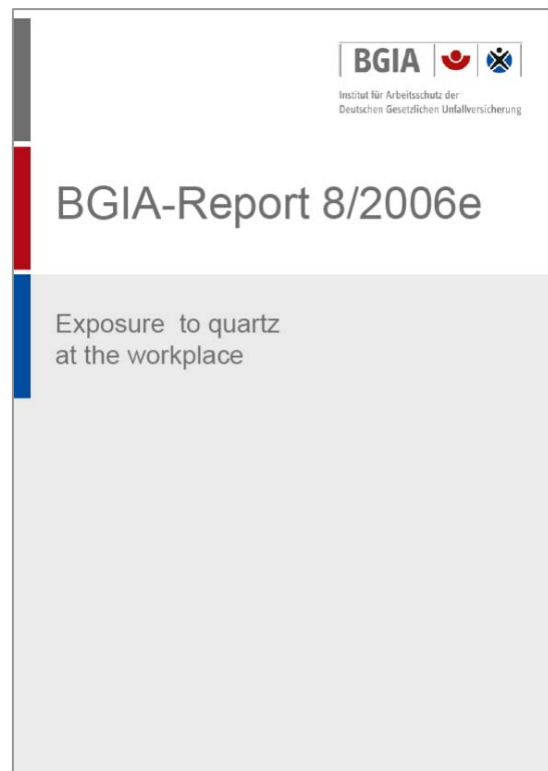 BGIA
Institut für Arbeitsschutz der
Deutschen Gesetzlichen Unfallversicherung
BGIA-Report 8/2006e
Exposure to quartz
at the workplace